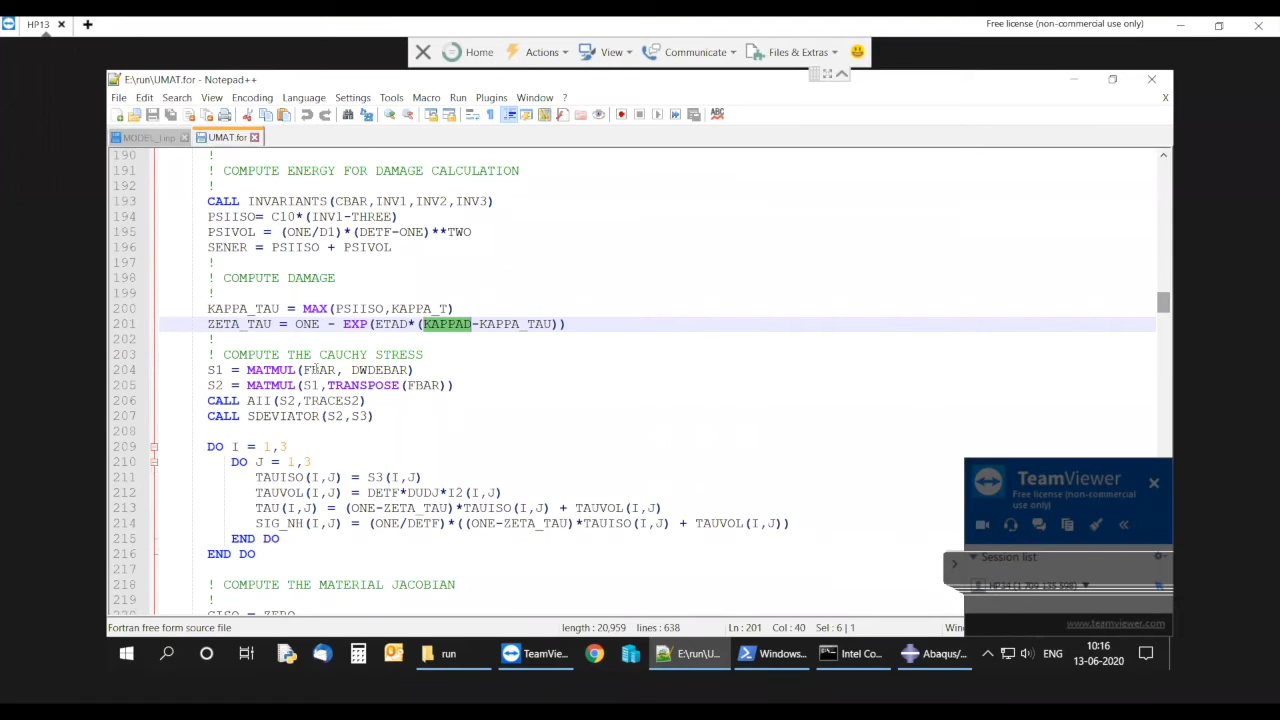 HP13
Free license (non-commercial use only)
Home Actions View Communicate Files & Extras
E:\run\UMAT.for - Notepad++
File Edit Search View Encoding Language Settings Tools Macro Run Plugins Window ? X
MODEL_I.inp UMAT.for
190 !
191 ! COMPUTE ENERGY FOR DAMAGE CALCULATION
192 !
193 CALL INVARIANTS(CBAR,INV1,INV2,INV3)
194 PSIISO= C10*(INV1-THREE)
195 PSIVOL = (ONE/D1)*(DETF-ONE)**TWO
196 SENER = PSIISO + PSIVOL
197 !
198 ! COMPUTE DAMAGE
199 !
200 KAPPA_TAU = MAX(PSIISO,KAPPA_T)
201 ZETA_TAU = ONE - EXP(ETAD*(KAPPAD-KAPPA_TAU))
202 !
203 ! COMPUTE THE CAUCHY STRESS
204 S1 = MATMUL(FBAR, DWDEBAR)
205 S2 = MATMUL(S1,TRANSPOSE(FBAR))
206 CALL AII(S2,TRACES2)
207 CALL SDEVIATOR(S2,S3)
208
209 DO I = 1,3
210 DO J = 1,3
211 TAUISO(I,J) = S3(I,J)
212 TAUVOL(I,J) = DETF*DUDJ*I2(I,J)
213 TAU(I,J) = (ONE-ZETA_TAU)*TAUISO(I,J) + TAUVOL(I,J)
214 SIG_NH(I,J) = (ONE/DETF)*((ONE-ZETA_TAU)*TAUISO(I,J) + TAUVOL(I,J))
215 END DO
216 END DO
217
218 ! COMPUTE THE MATERIAL JACOBIAN
219 !
TeamViewer
Free license (non-commercial
use only)
Session list
www.teamviewer.com
Fortran free form source file length : 20,959 lines : 638 Ln : 201 Col : 40 Sel : 6 | 1 Win
run TeamVie... E:\run\U... Windows... Intel Co... Abaqus/... ENG 10:16
13-06-2020